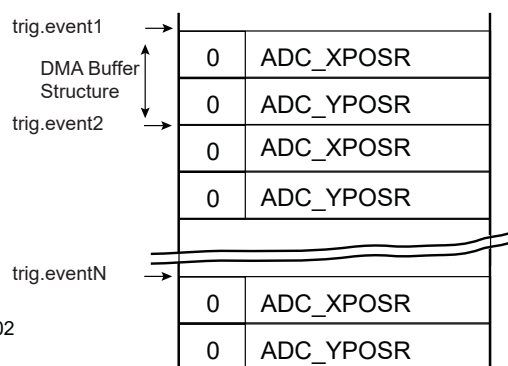 trig.event1
0 ADC_XPOSR
DMA Buffer
Structure
0 ADC_YPOSR
trig.event2
0 ADC_XPOSR
0 ADC_YPOSR
trig.eventN
0 ADC_XPOSR
02
0 ADC_YPOSR